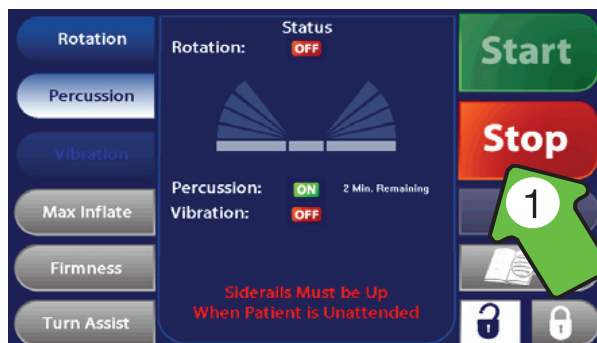 Rotation
Percussion
Vibration
Max Inflate
Firmness
Turn Assist
Status
Rotation: OFF
Percussion: ON 2 Min. Remaining
Vibration: OFF
Siderails Must be Up
When Patient is Unattended
Start
Stop
1